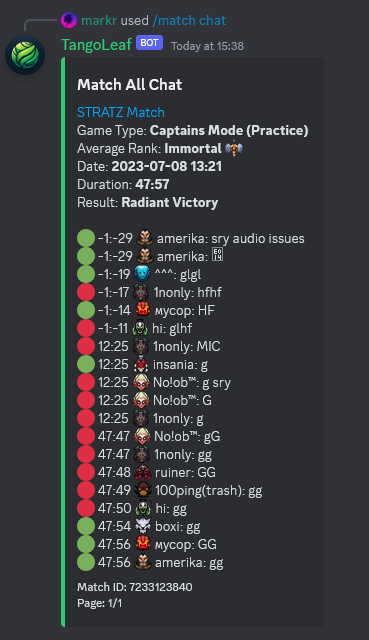 markr used /match chat
TangoLeaf BOT Today at 15:38
Match All Chat
STRATZ Match
Game Type: Captains Mode (Practice)
Average Rank: Immortal
Date: 2023-07-08 13:21
Duration: 47:57
Result: Radiant Victory
-1:-29 amerika: sry audio issues
-1:-29 amerika:
-1:-19 ^^^: glgl
-1:-17 1nonly: hfhf
-1:-14 мусор: HF
-1:-11 hi: glhf
12:25 1nonly: MIC
12:25 insania: g
12:25 No!ob™: g sry
12:25 No!ob™: G
12:25 1nonly: g
47:47 No!ob™: gG
47:47 1nonly: gg
47:48 ruiner: GG
47:49 100ping(trash): gg
47:50 hi: gg
47:54 boxi: gg
47:56 мусор: GG
47:56 amerika: gg
Match ID: 7233123840
Page: 1/1